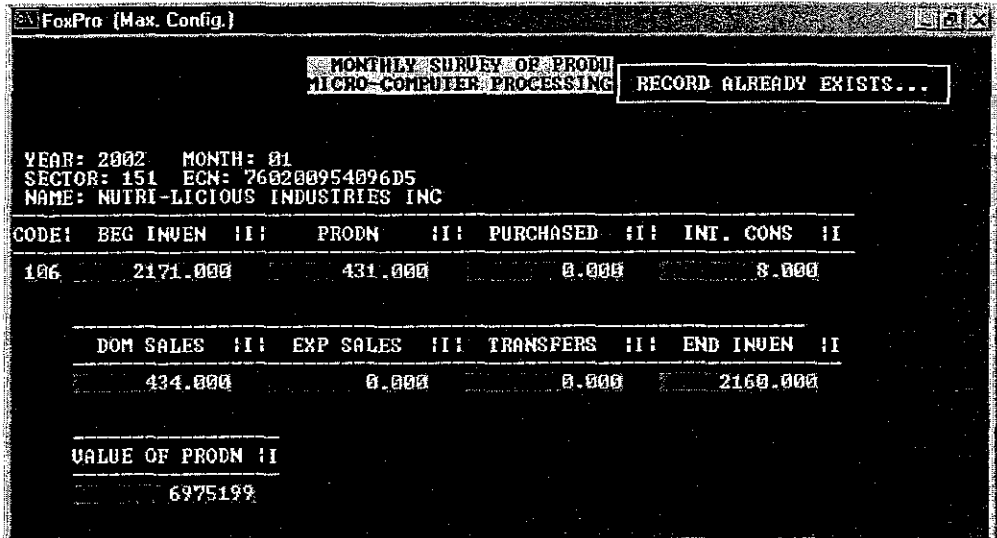 FoxPro (Max. Config.)
MONTHLY SURVEY OF PRODU
MICRO-COMPUTER PROCESSING
RECORD ALREADY EXISTS...
YEAR: 2002 MONTH: 01
SECTOR: 151 ECN: 760200954096D5
NAME: NUTRI-LICIOUS INDUSTRIES INC
CODE¦ BEG INVEN ¦I¦ PRODN ¦I¦ PURCHASED ¦I¦ INT. CONS ¦I
106 2171.000 431.000 0.000 8.000
DOM SALES ¦I¦ EXP SALES ¦I¦ TRANSFERS ¦I¦ END INVEN ¦I
434.000 0.000 0.000 2160.000
VALUE OF PRODN ¦I
6975199